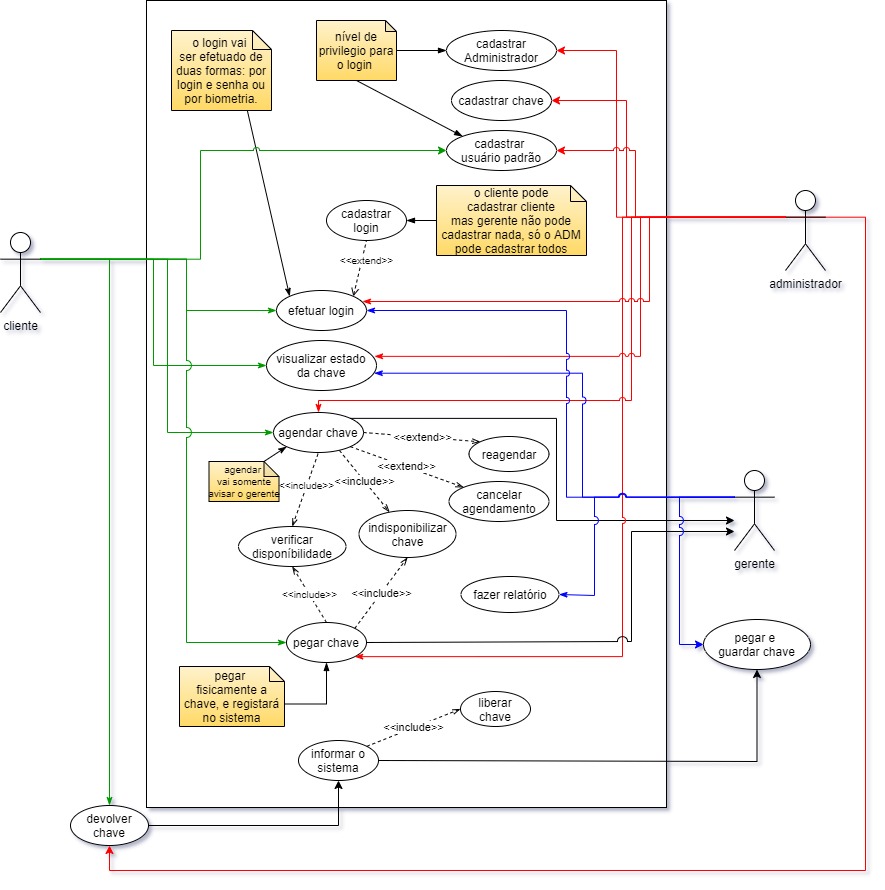 o login vai
ser efetuado de
duas formas: por
login e senha ou
por biometria.
nível de
privilegio para
o login
cadastrar
Administrador
cadastrar chave
cadastrar
usuário padrão
cadastrar
login
o cliente pode
cadastrar cliente
mas gerente não pode
cadastrar nada, só o ADM
pode cadastrar todos
<<extend>>
administrador
cliente
efetuar login
visualizar estado
da chave
agendar chave
<<extend>>
reagendar
<<extend>>
agendar
vai somente
avisar o gerente
<<include>>
<<include>>
cancelar
agendamento
verificar
disponíbilidade
indisponibilizar
chave
gerente
<<include>>
<<include>>
fazer relatório
pegar chave
pegar e
guardar chave
pegar
fisicamente a
chave, e registará
no sistema
liberar
chave
<<include>>
informar o
sistema
devolver
chave